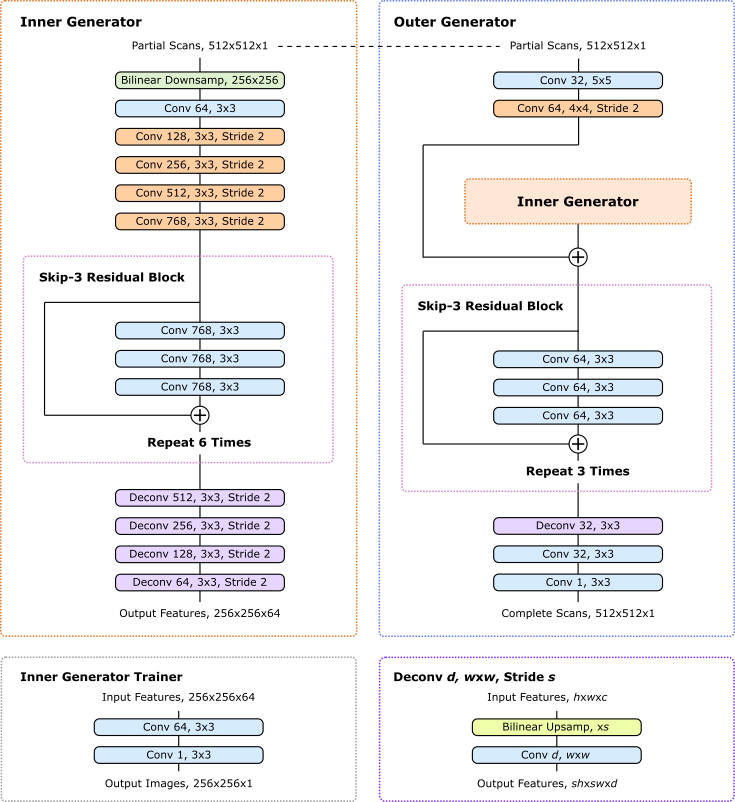 Inner Generator
Partial Scans, 512x512x1
Bilinear Downsamp, 256x256
Conv 64, 3x3
Conv 128, 3x3, Stride 2
Conv 256, 3x3, Stride 2
Conv 512, 3x3, Stride 2
Conv 768, 3x3, Stride 2
Skip-3 Residual Block
Conv 768, 3x3
Conv 768, 3x3
Conv 768, 3x3
Repeat 6 Times
Deconv 512, 3x3, Stride 2
Deconv 256, 3x3, Stride 2
Deconv 128, 3x3, Stride 2
Deconv 64, 3x3, Stride 2
Output Features, 256x256x64
Outer Generator
Partial Scans, 512x512x1
Conv 32, 5x5
Conv 64, 4x4, Stride 2
Inner Generator
Skip-3 Residual Block
Conv 64, 3x3
Conv 64, 3x3
Conv 64, 3x3
Repeat 3 Times
Deconv 32, 3x3
Conv 32, 3x3
Conv 1, 3x3
Complete Scans, 512x512x1
Inner Generator Trainer
Input Features, 256x256x64
Conv 64, 3x3
Conv 1, 3x3
Output Images, 256x256x1
Deconv d, wxw, Stride s
Input Features, hxwxc
Bilinear Upsamp, xs
Conv d, wxw
Output Features, shxswxd